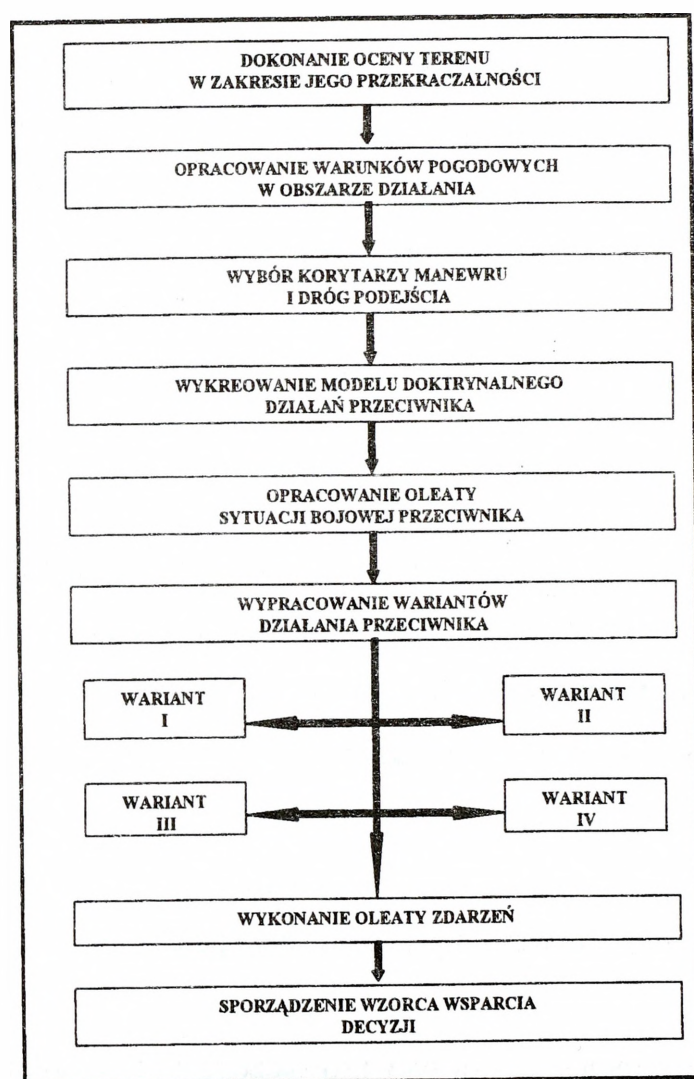 DOKONANIE OCENY TERENU
W ZAKRESIE JEGO PRZEKRACZALNOŚCI
OPRACOWANIE WARUNKÓW POGODOWYCH
W OBSZARZE DZIAŁANIA
WYBÓR KORYTARZY MANEWRU
I DRÓG PODEJŚCIA
WYKREOWANIE MODELU DOKTRYNALNEGO
DZIAŁAŃ PRZECIWNIKA
OPRACOWANIE OLEATY
SYTUACJI BOJOWEJ PRZECIWNIKA
WYPRACOWANIE WARIANTÓW
DZIAŁANIA PRZECIWNIKA
WARIANT
I
WARIANT
II
WARIANT
III
WARIANT
IV
WYKONANIE OLEATY ZDARZEŃ
SPORZĄDZENIE WZORCA WSPARCIA
DECYZJI